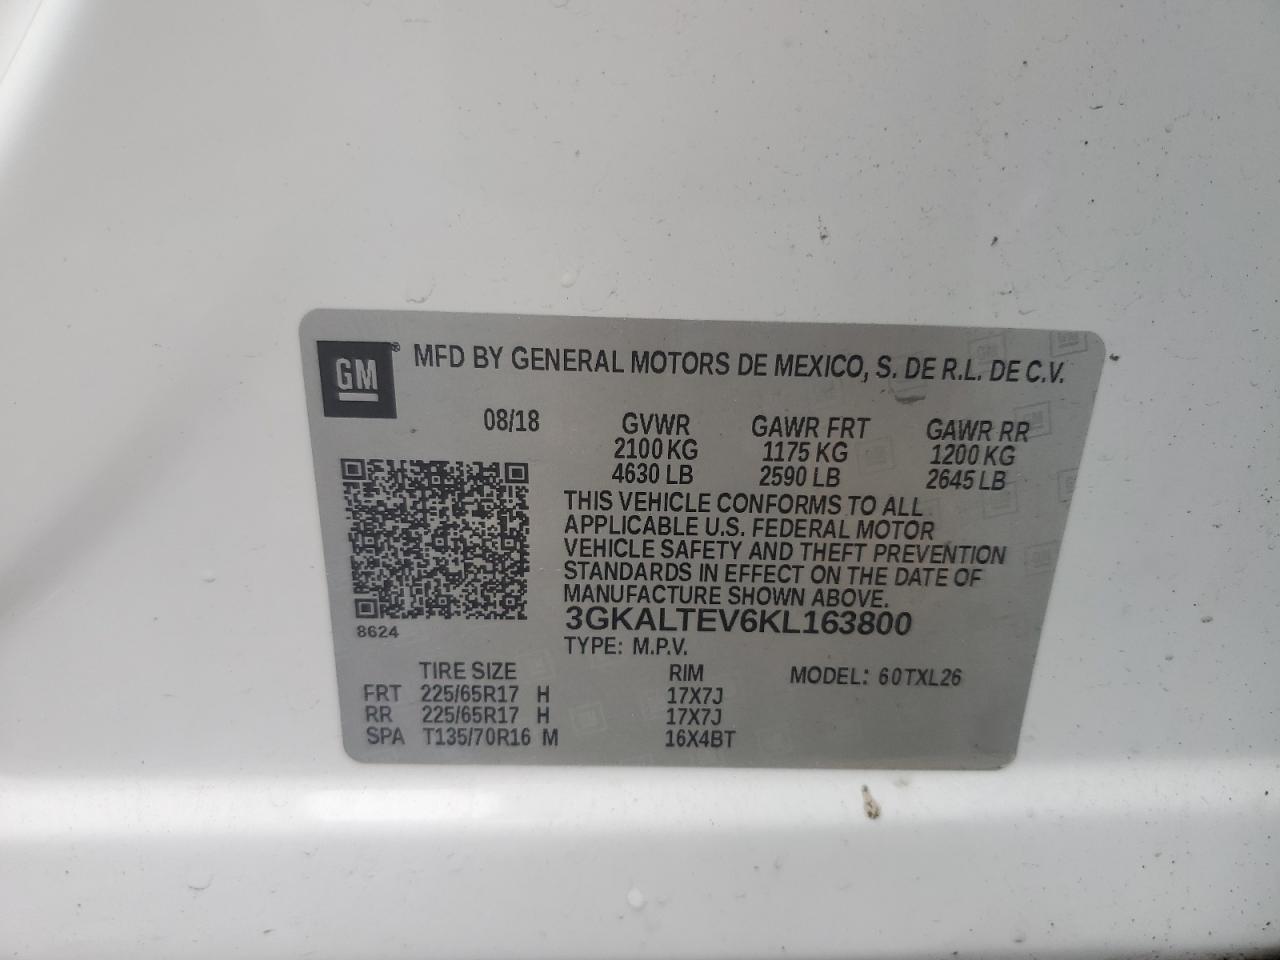 GM® MFD BY GENERAL MOTORS DE MEXICO, S. DE R.L. DE C.V.
08/18 GVWR GAWR FRT GAWR RR
2100 KG 1175 KG 1200 KG
4630 LB 2590 LB 2645 LB
THIS VEHICLE CONFORMS TO ALL
APPLICABLE U.S. FEDERAL MOTOR
VEHICLE SAFETY AND THEFT PREVENTION
STANDARDS IN EFFECT ON THE DATE OF
MANUFACTURE SHOWN ABOVE.
3GKALTEV6KL163800
8624
TYPE: M.P.V.
TIRE SIZE RIM MODEL: 60TXL26
FRT 225/65R17 H 17X7J
RR 225/65R17 H 17X7J
SPA T135/70R16 M 16X4BT